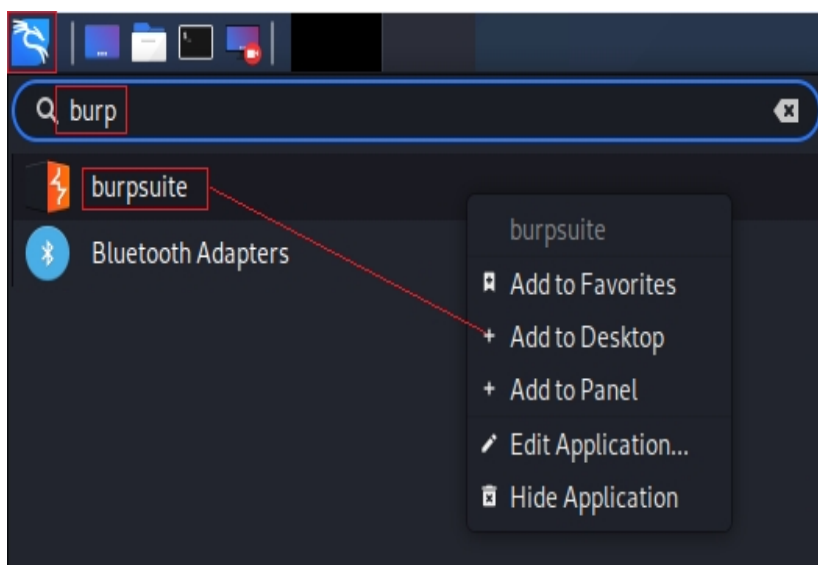 burp
burpsuite
Bluetooth Adapters
burpsuite
Add to Favorites
Add to Desktop
Add to Panel
Edit Application...
Hide Application